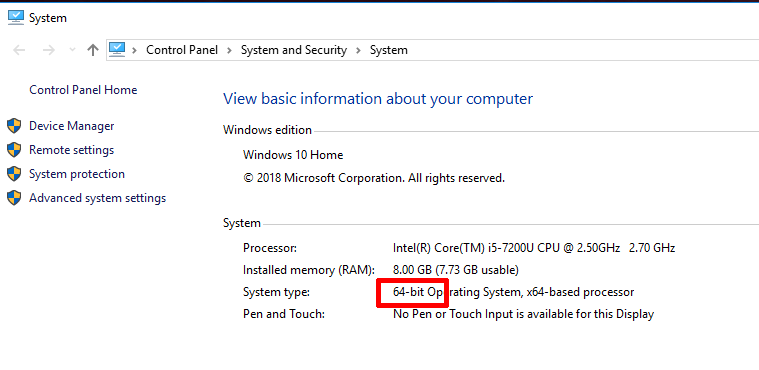 System
Control Panel > System and Security > System
Control Panel Home
Device Manager
Remote settings
System protection
Advanced system settings
View basic information about your computer
Windows edition
Windows 10 Home
© 2018 Microsoft Corporation. All rights reserved.
System
Processor: Intel(R) Core(TM) i5-7200U CPU @ 2.50GHz 2.70 GHz
Installed memory (RAM): 8.00 GB (7.73 GB usable)
System type: 64-bit Operating System, x64-based processor
Pen and Touch: No Pen or Touch Input is available for this Display